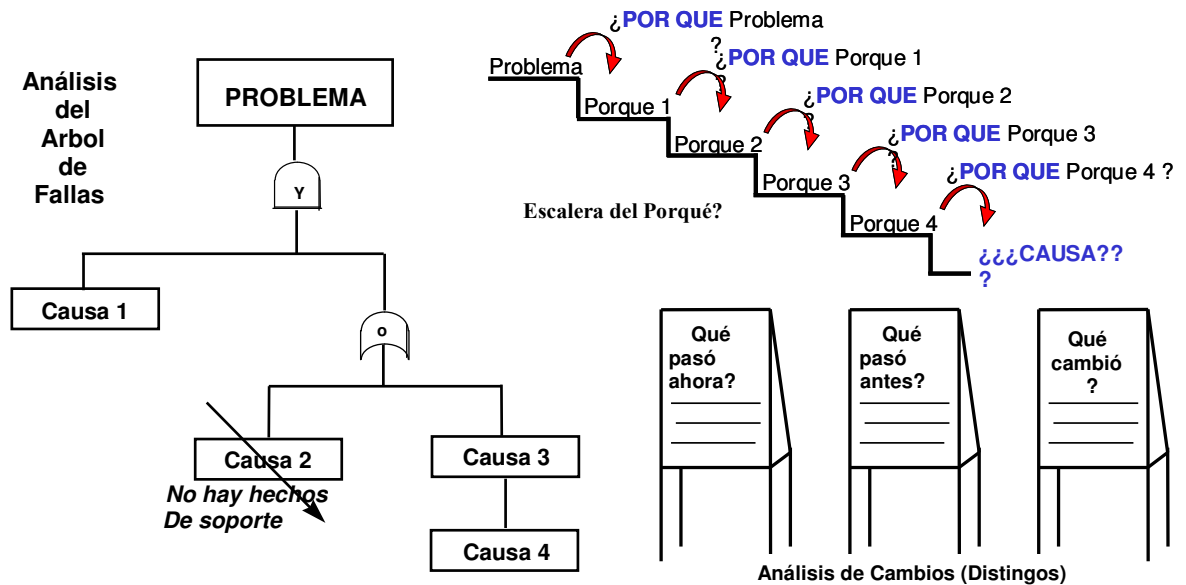 Análisis
del
Arbol
de
Fallas
PROBLEMA
Y
Causa 1
o
Causa 2
No hay hechos
De soporte
Causa 3
Causa 4
¿POR QUE Problema
?
Problema
¿POR QUE Porque 1
?
Porque 1
¿POR QUE Porque 2
?
Porque 2
¿POR QUE Porque 3
?
Porque 3
¿POR QUE Porque 4 ?
Porque 4
¿¿¿CAUSA??
?
Escalera del Porqué?
Qué
pasó
ahora?
Qué
pasó
antes?
Qué
cambió
?
Análisis de Cambios (Distingos)